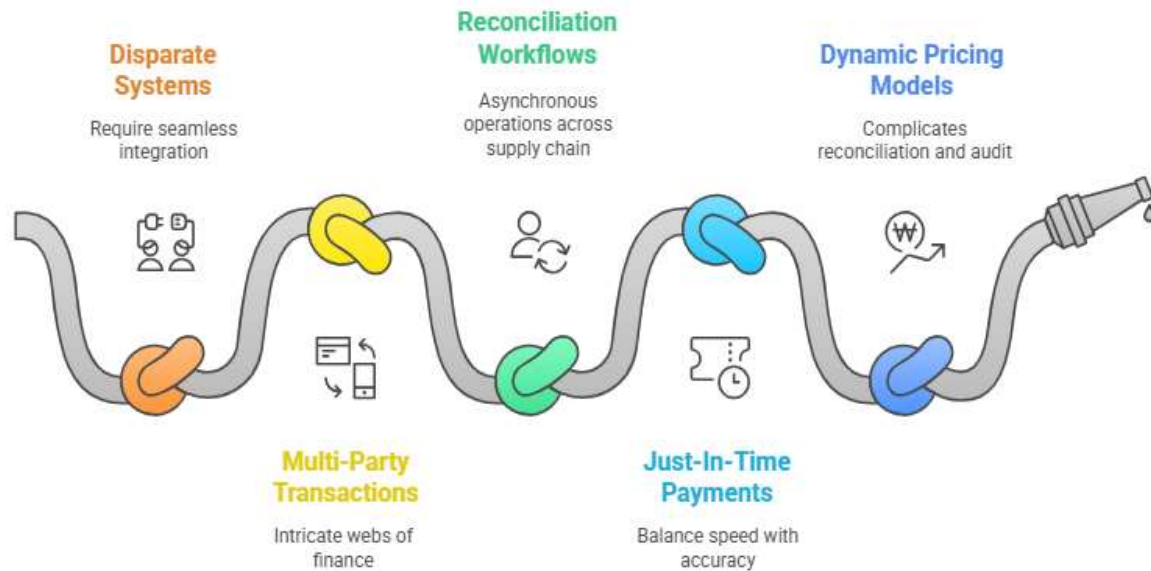 Disparate
Systems
Require seamless
integration
Multi-Party
Transactions
Intricate webs of
finance
Reconciliation
Workflows
Asynchronous
operations across
supply chain
Just-In-Time
Payments
Balance speed with
accuracy
Dynamic Pricing
Models
Complicates
reconciliation and audit
₩